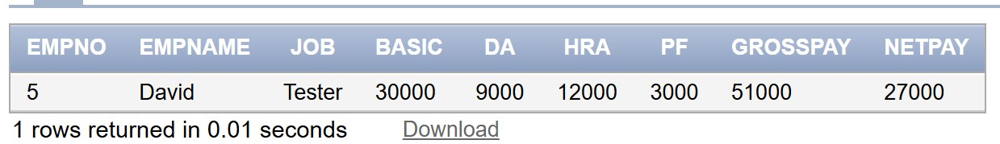 EMPNO EMPNAME JOB BASIC DA HRA PF GROSSPAY NETPAY
5 David Tester 30000 9000 12000 3000 51000 27000
1 rows returned in 0.01 seconds Download